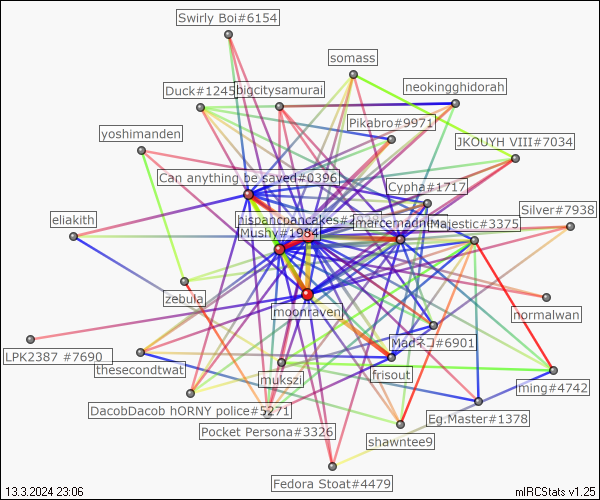 Swirly Boi#6154
somass
Duck#1245
bigcitysamurai
neokingghidorah
Pikabro#9971
yoshimanden
JKOUYH VIII#7034
Can anything be saved#0396
Cypha#1717
eliakith
hispancpancakes#2
marcemadn
Majestic#3375
Silver#7938
Mushy#1984
zebula
moonraven
normalwan
LPK2387 #7690
thesecondtwat
Madネコ#6901
mukszi
frisout
ming#4742
DacobDacob hORNY police#5271
Eg.Master#1378
Pocket Persona#3326
shawntee9
Fedora Stoat#4479
13.3.2024 23:06
mIRCStats v1.25